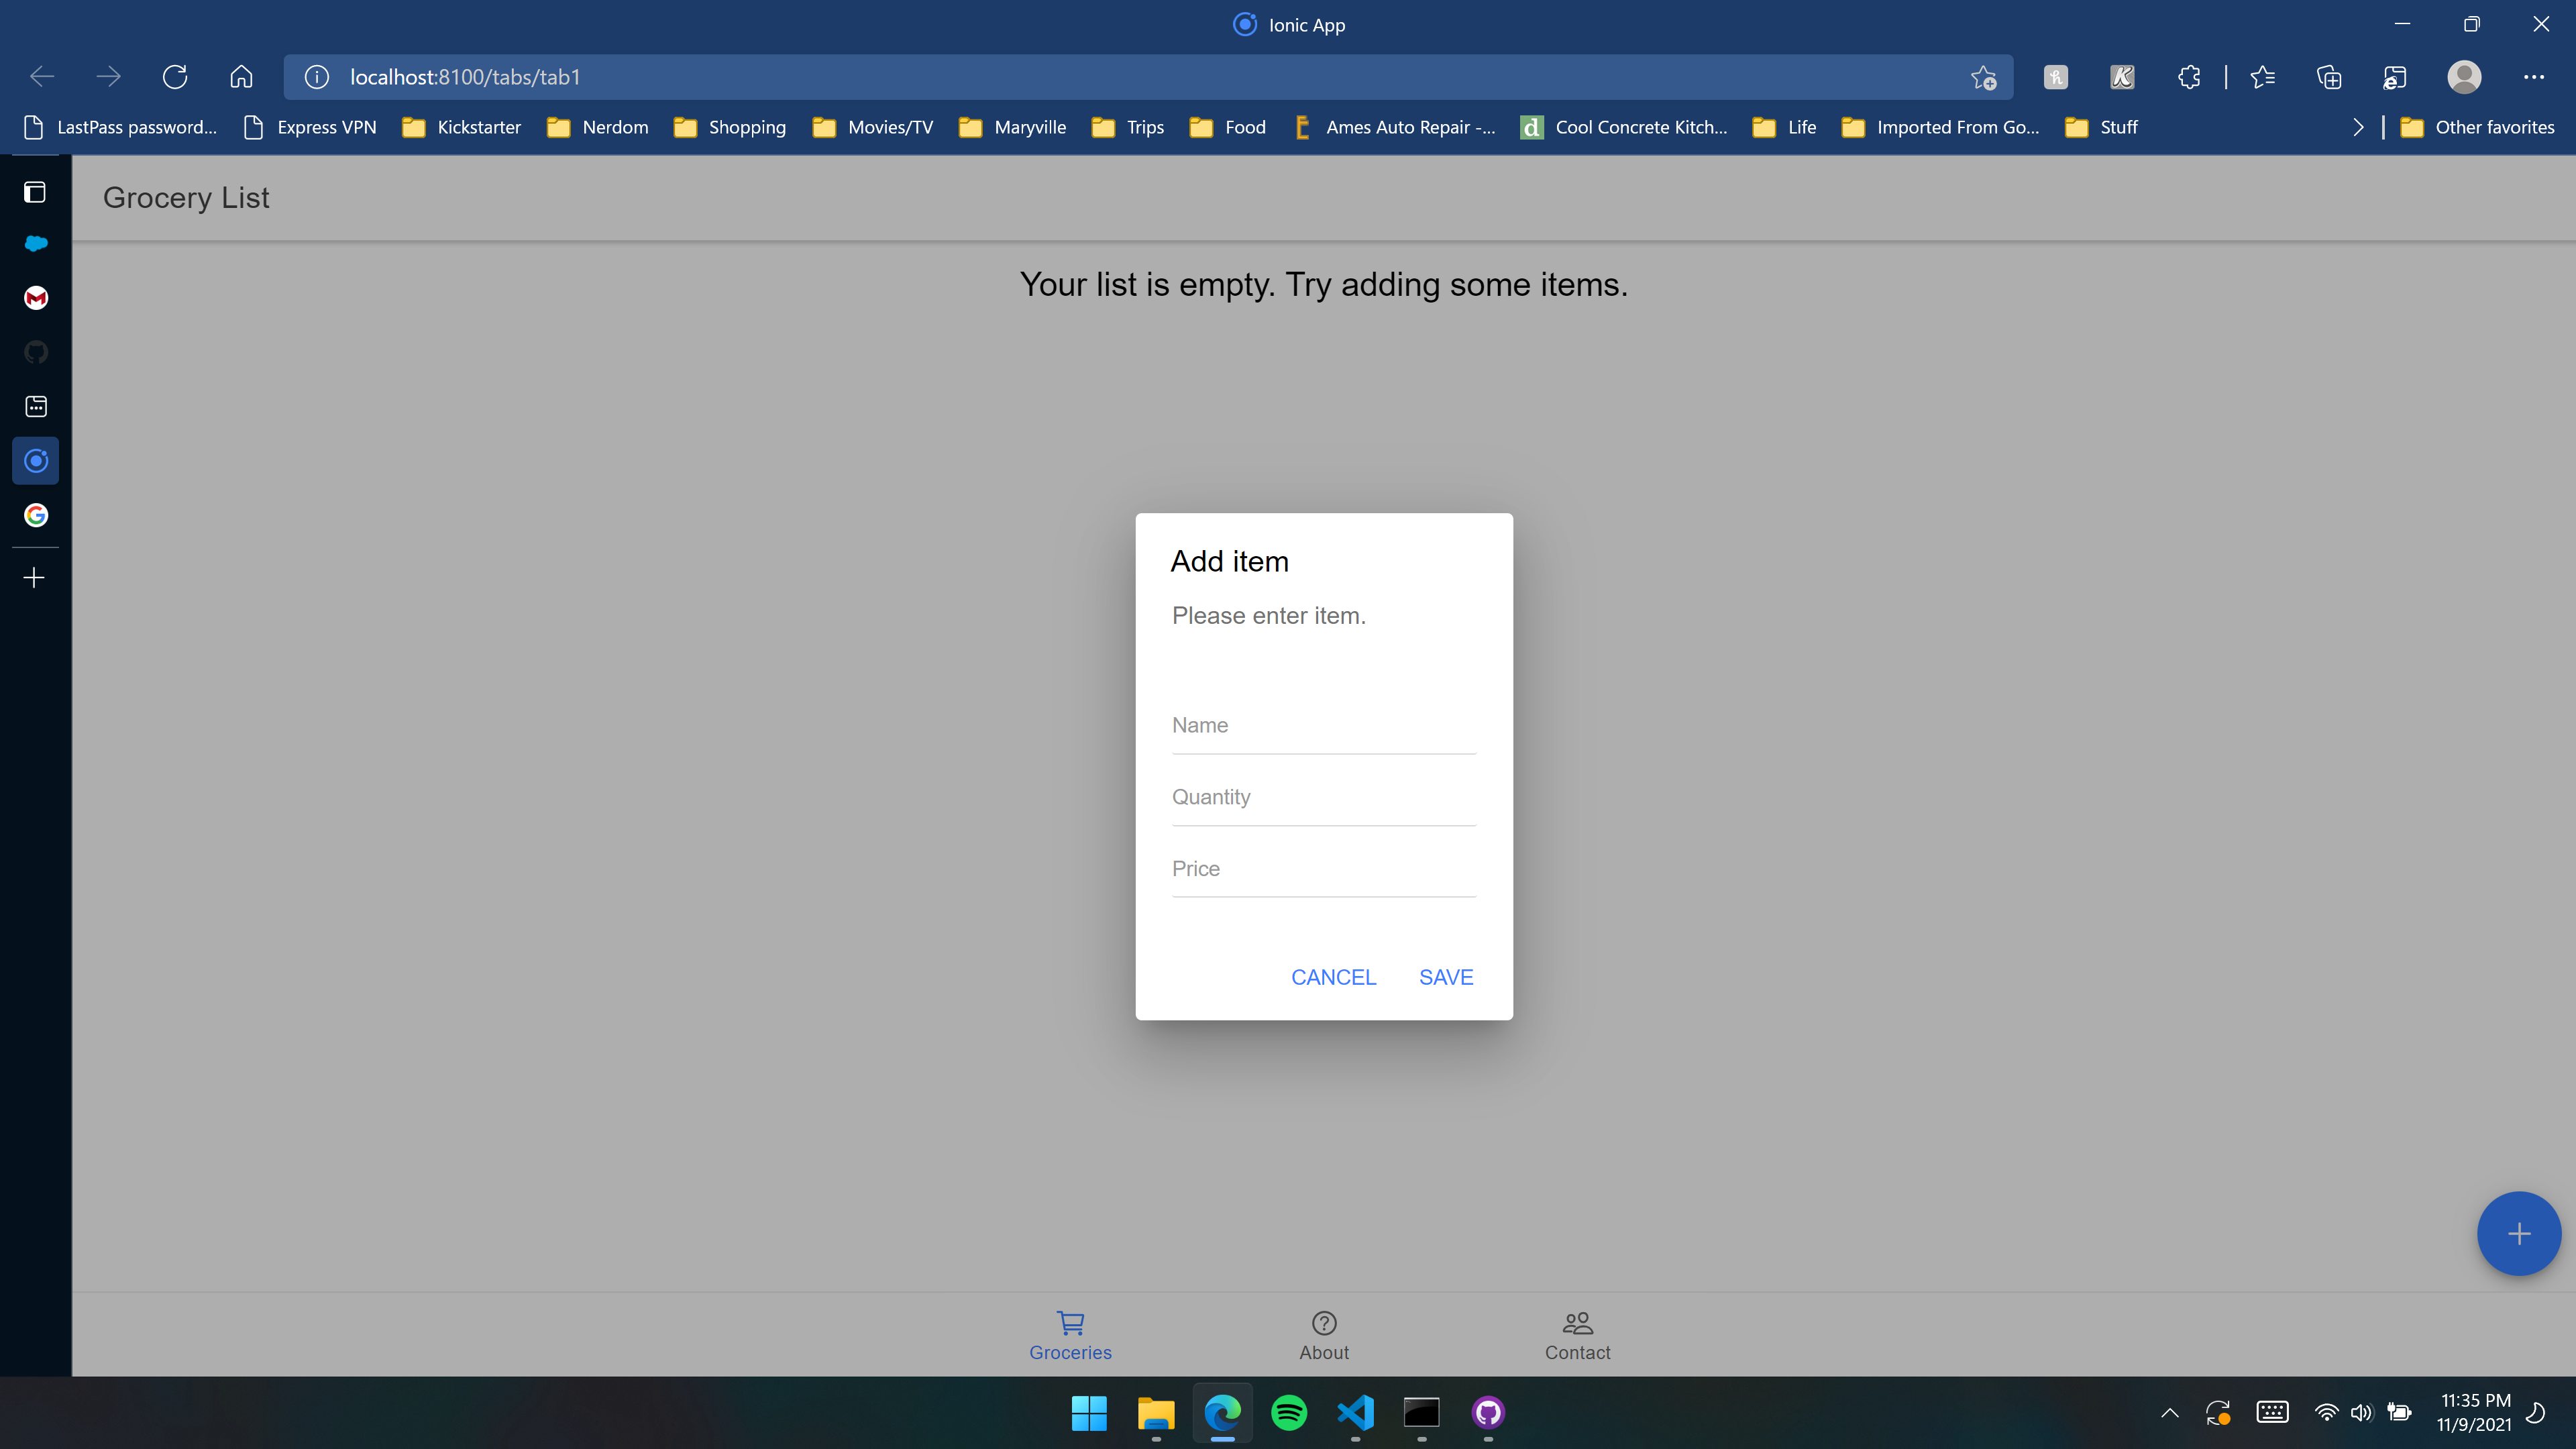 Ionic App
localhost:8100/tabs/tab1
LastPass password... Express VPN Kickstarter Nerdom Shopping Movies/TV Maryville Trips Food Ames Auto Repair -... Cool Concrete Kitch... Life Imported From Go... Stuff Other favorites
Grocery List
Your list is empty. Try adding some items.
Add item
Please enter item.
Name
Quantity
Price
CANCEL SAVE
Groceries About Contact
11:35 PM
11/9/2021